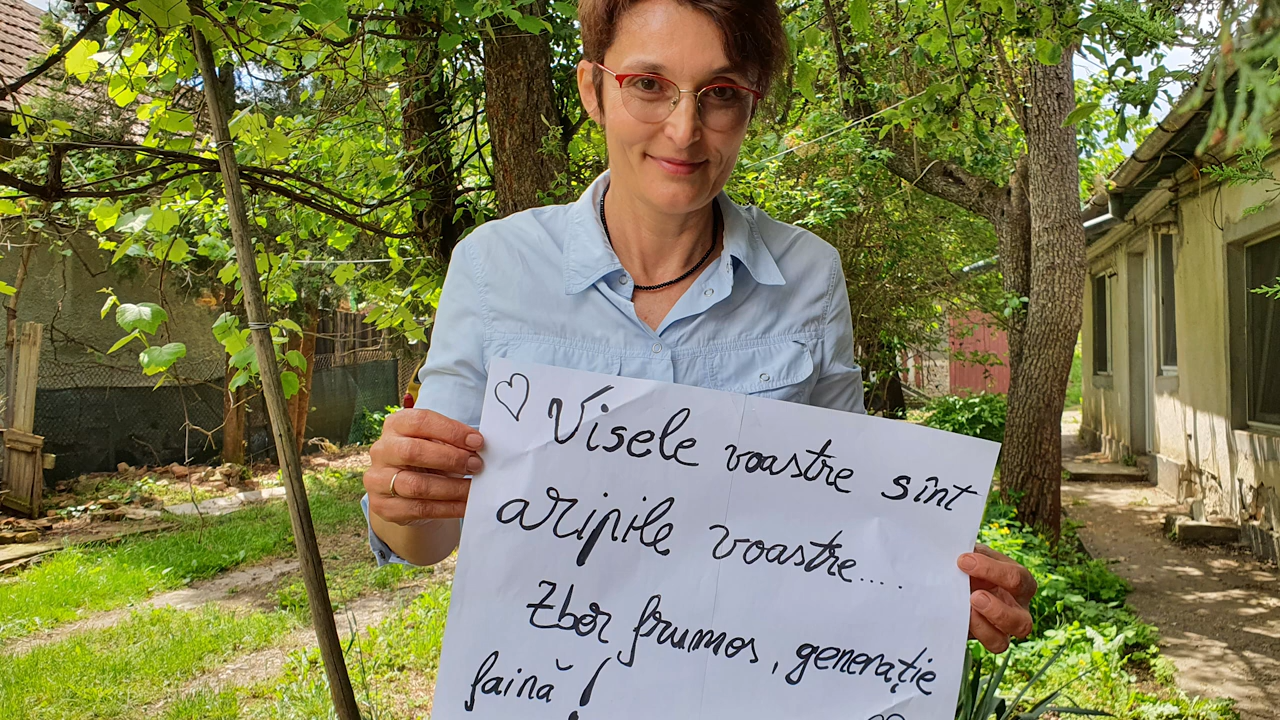 Visele voastre sînt
aripile voastre....
Zbor frumos, generație
faină!